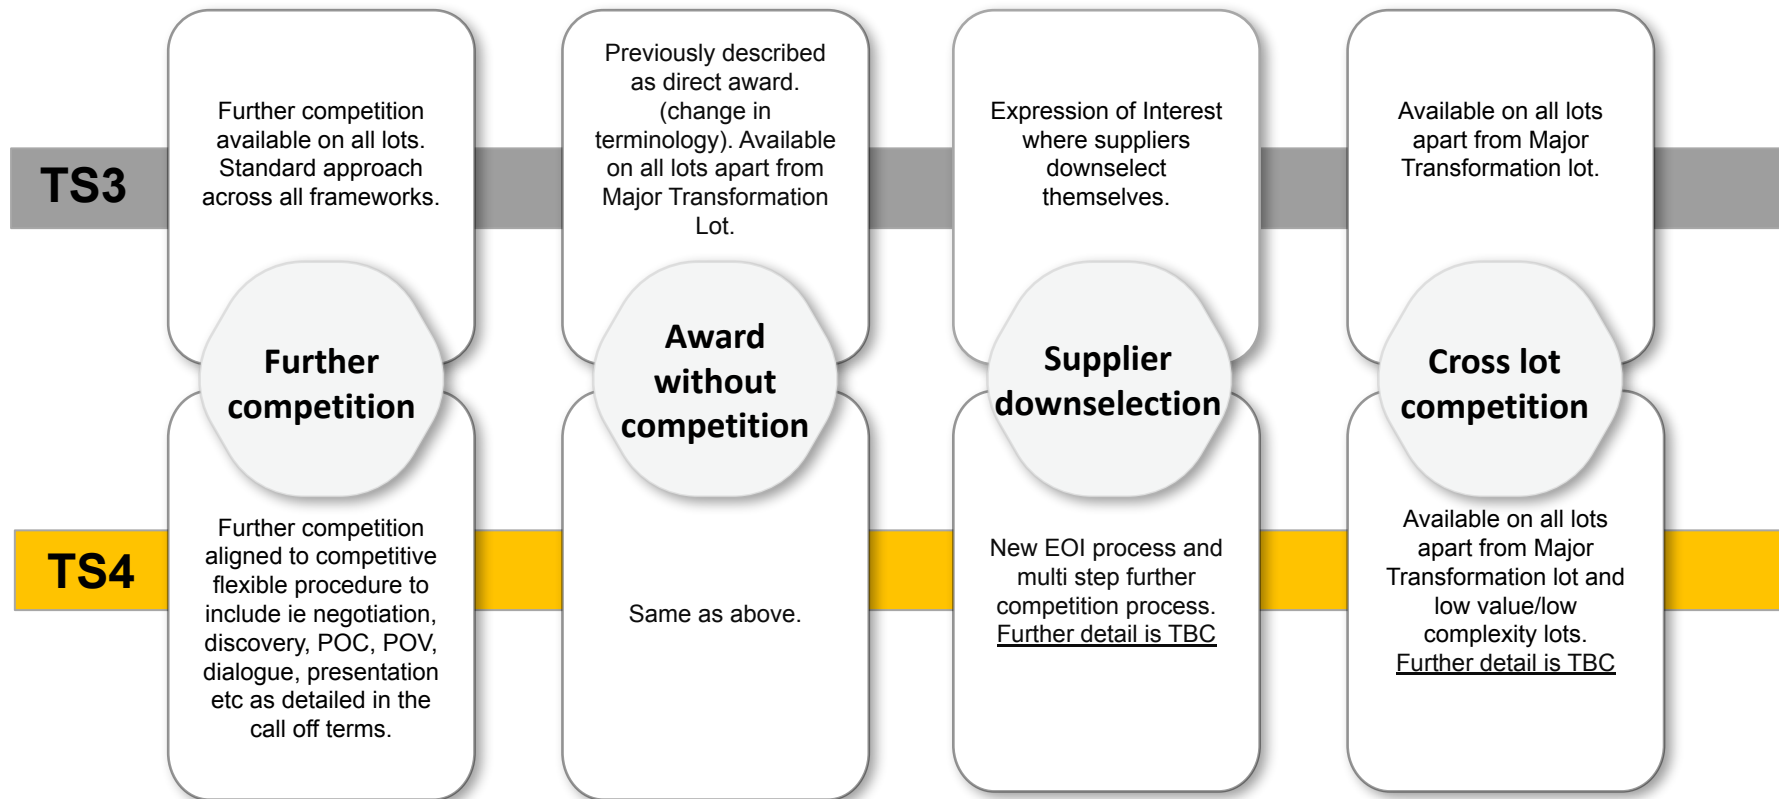 TS3
Further competition
available on all lots.
Standard approach
across all frameworks.
Previously described
as direct award.
(change in
terminology). Available
on all lots apart from
Major Transformation
Lot.
Expression of Interest
where suppliers
downselect
themselves.
Available on all lots
apart from Major
Transformation lot.
Further
competition
Award
without
competition
Supplier
downselection
Cross lot
competition
TS4
Further competition
aligned to competitive
flexible procedure to
include ie negotiation,
discovery, POC, POV,
dialogue, presentation
etc as detailed in the
call off terms.
Same as above.
New EOI process and
multi step further
competition process.
Further detail is TBC
Available on all lots
apart from Major
Transformation lot and
low value/low
complexity lots.
Further detail is TBC